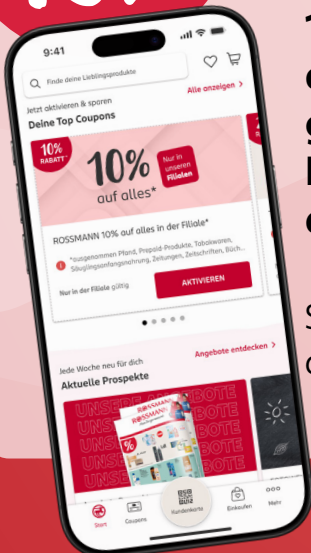 9:41
Finde deine Lieblingsprodukte
Jetzt aktivieren & sparen
Deine Top Coupons
Alle anzeigen >
10%
RABATT*
10%
auf alles*
Nur in
unseren
Filialen
ROSSMANN 10% auf alles in der Filiale*
*ausgenommen Pfand, Prepaid-Produkte, Tabakwaren,
Säuglingsanfangsnahrung, Zeitungen, Zeitschriften, Büch...
Nur in der Filiale gültig
AKTIVIEREN
Jede Woche neu für dich
Aktuelle Prospekte
Angebote entdecken >
UNSERE ANGEBOTE
ROSSMANN
ROSSMANN
%
Start
Coupons
Kundenkarte
Einkaufen
Mehr